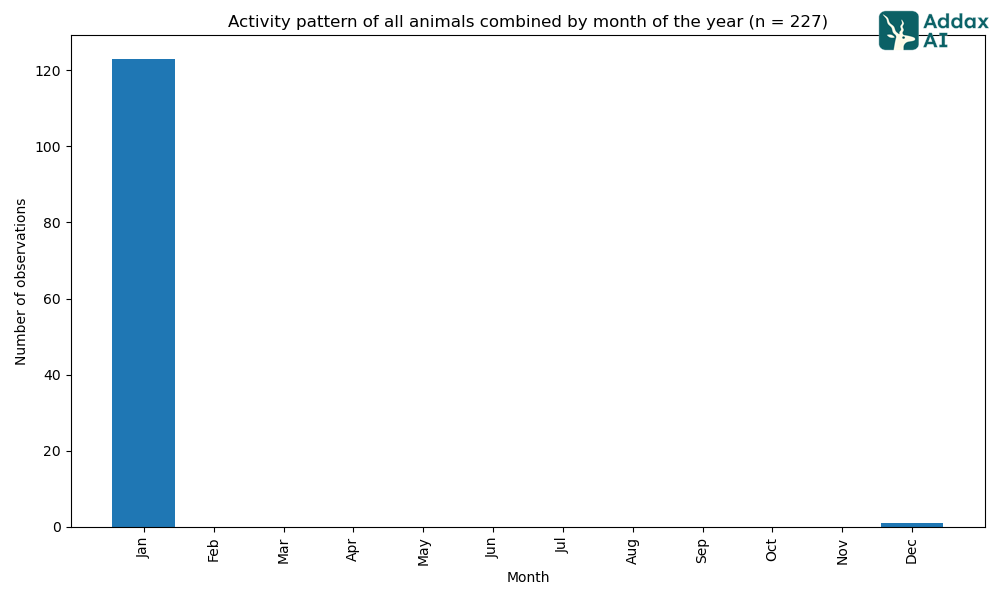 Activity pattern of all animals combined by month of the year (n = 227)
Addax
AI
120
100
80
60
40
20
0
Number of observations
Jan
Feb
Mar
Apr
May
Jun
Jul
Aug
Sep
Oct
Nov
Dec
Month